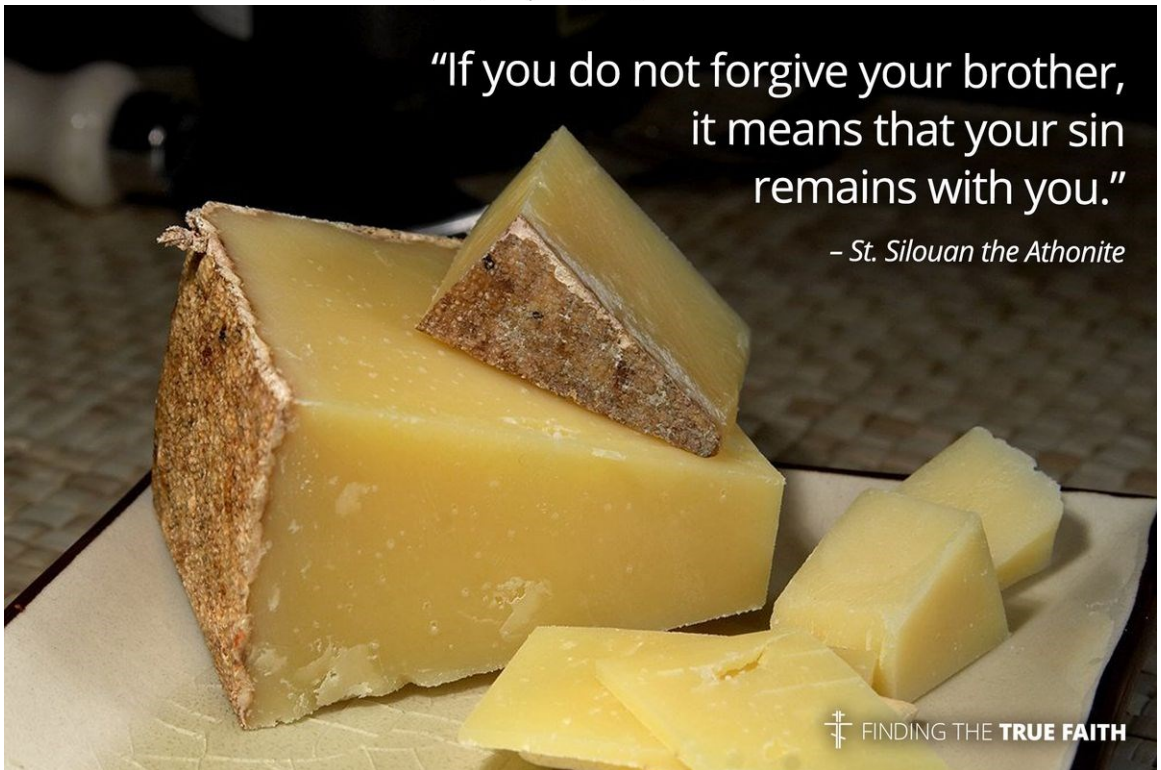 “If you do not forgive your brother,
it means that your sin
remains with you.”
– St. Silouan the Athonite
FINDING THE TRUE FAITH